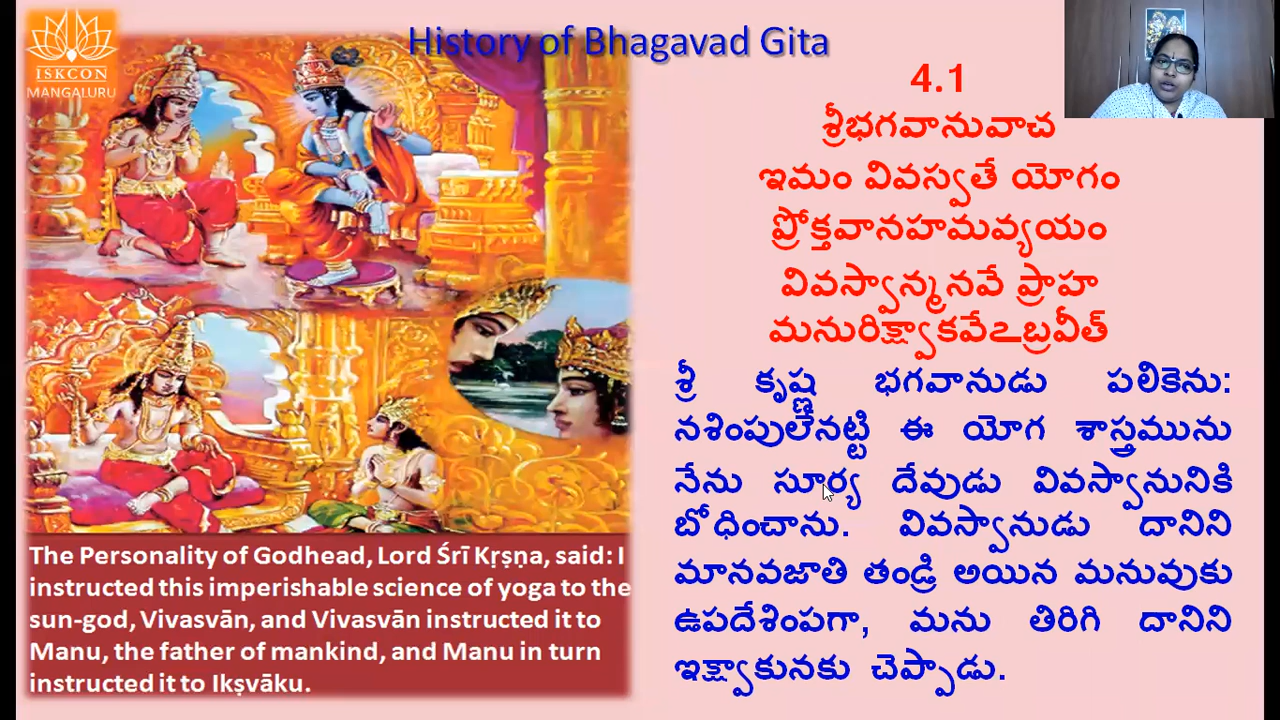 History of Bhagavad Gita
ISKCON
MANGALURU
4.1
శ్రీభగవానువాచ
ఇమం వివస్వతే యోగం
ప్రోక్తవానహమవ్యయం
వివస్వాన్మనవే ప్రాహ
మనురిక్ష్వాకవేఽబ్రవీత్
శ్రీ కృష్ణ భగవానుడు పలికెను:
నశింపులేనట్టి ఈ యోగ శాస్త్రమును
నేను సూర్య దేవుడు వివస్వానునికి
బోధించాను. వివస్వానుడు దానిని
మానవజాతి తండ్రి అయిన మనువుకు
ఉపదేశింపగా, మను తిరిగి దానిని
ఇక్ష్వాకునకు చెప్పాడు.
The Personality of Godhead, Lord Śrī Kṛṣṇa, said: I
instructed this imperishable science of yoga to the
sun-god, Vivasvān, and Vivasvān instructed it to
Manu, the father of mankind, and Manu in turn
instructed it to Ikṣvāku.